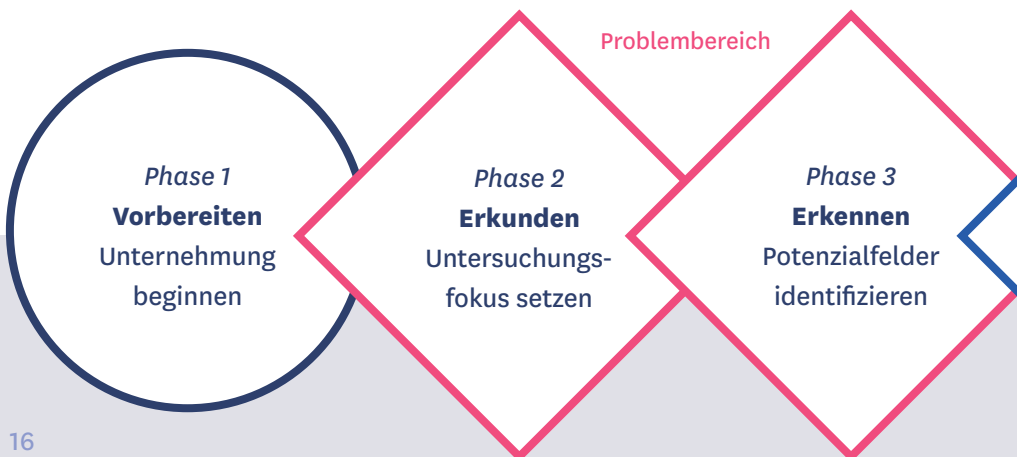 Problembereich
Phase 1
Vorbereiten
Unternehmung
beginnen
Phase 2
Erkunden
Untersuchungs-
fokus setzen
Phase 3
Erkennen
Potenzialfelder
identifizieren
16